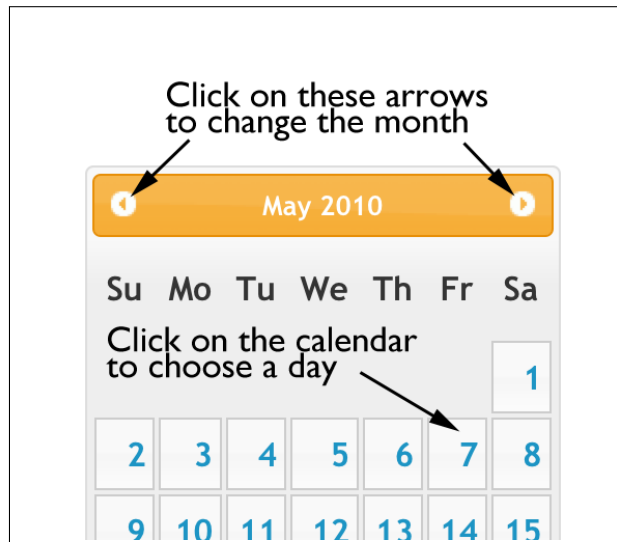 Click on these arrows
to change the month
May 2010
Su Mo Tu We Th Fr Sa
Click on the calendar
to choose a day
1
2 3 4 5 6 7 8
9 10 11 12 13 14 15